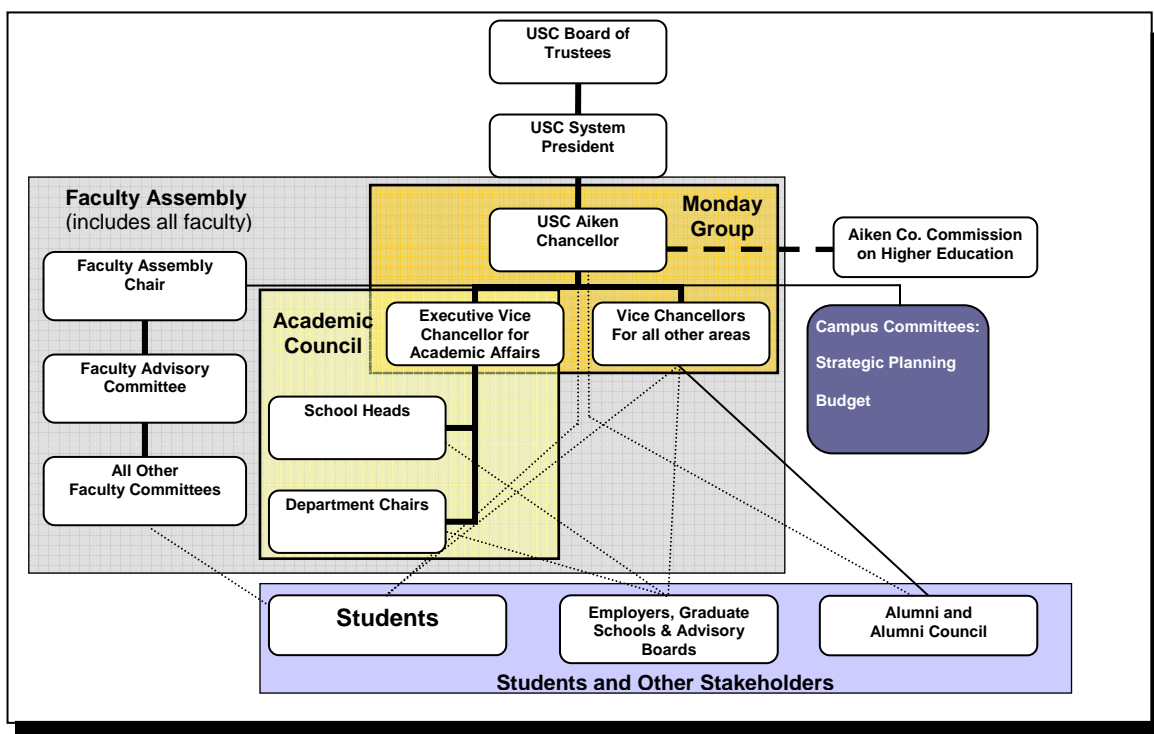 USC Board of
Trustees
USC System
President
Faculty Assembly
(includes all faculty)
Monday
Group
USC Aiken
Chancellor
Aiken Co. Commission
on Higher Education
Faculty Assembly
Chair
Academic
Council
Executive Vice
Chancellor for
Academic Affairs
Vice Chancellors
For all other areas
Campus Committees:
Strategic Planning
Budget
Faculty Advisory
Committee
School Heads
All Other
Faculty Committees
Department Chairs
Students
Employers, Graduate
Schools & Advisory
Boards
Alumni and
Alumni Council
Students and Other Stakeholders